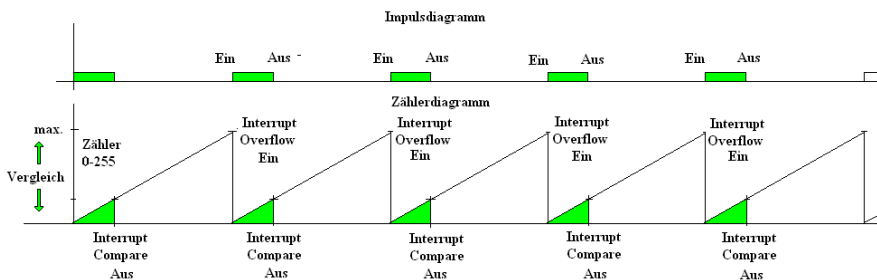 Impulsdiagramm
Ein Aus - Ein Aus Ein Aus Ein Aus
Zählerdiagramm
max.
Zähler
0-255
Vergleich
Interrupt
Overflow
Ein
Interrupt
Overflow
Ein
Interrupt
Overflow
Ein
Interrupt
Overflow
Ein
Interrupt
Compare
Aus
Interrupt
Compare
Aus
Interrupt
Compare
Aus
Interrupt
Compare
Aus
Interrupt
Compare
Aus